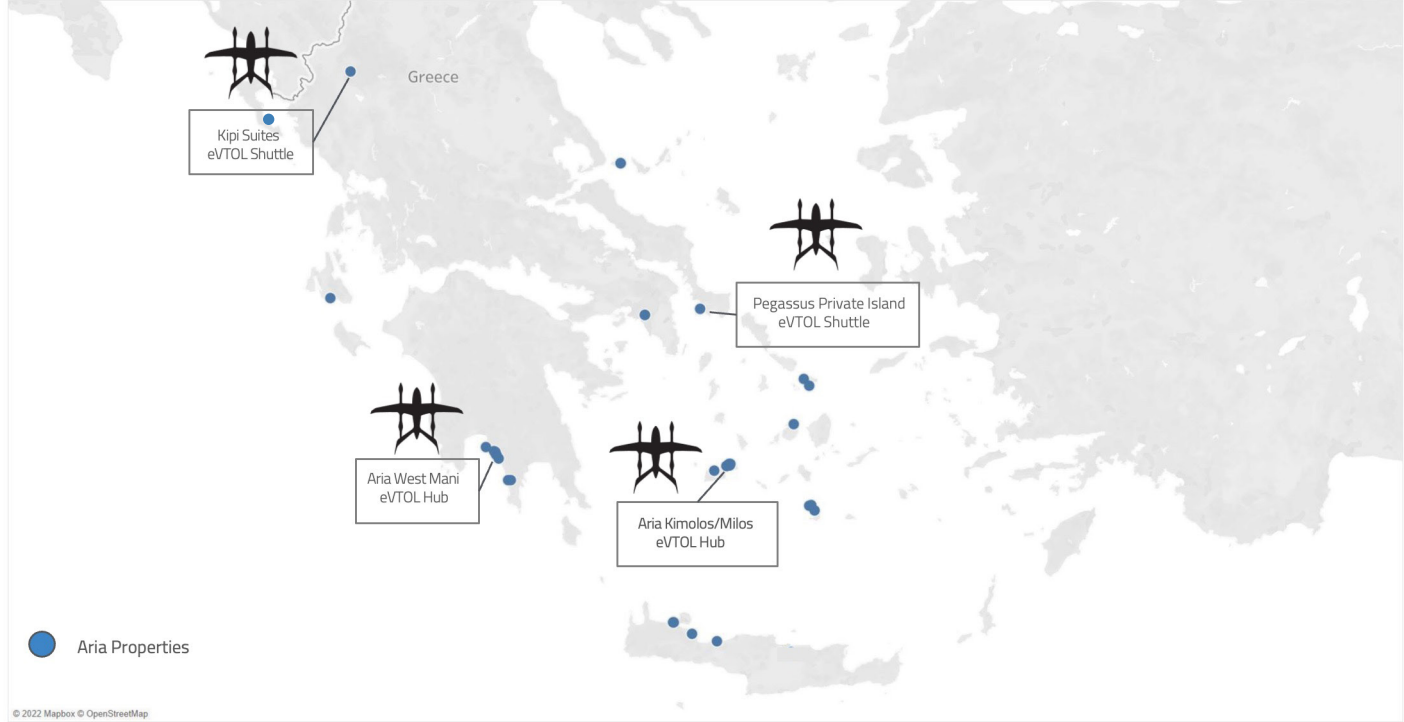 Greece
Kipi Suites
eVTOL Shuttle
Pegassus Private Island
eVTOL Shuttle
Aria West Mani
eVTOL Hub
Aria Kimolos/Milos
eVTOL Hub
Aria Properties
© 2022 Mapbox © OpenStreetMap